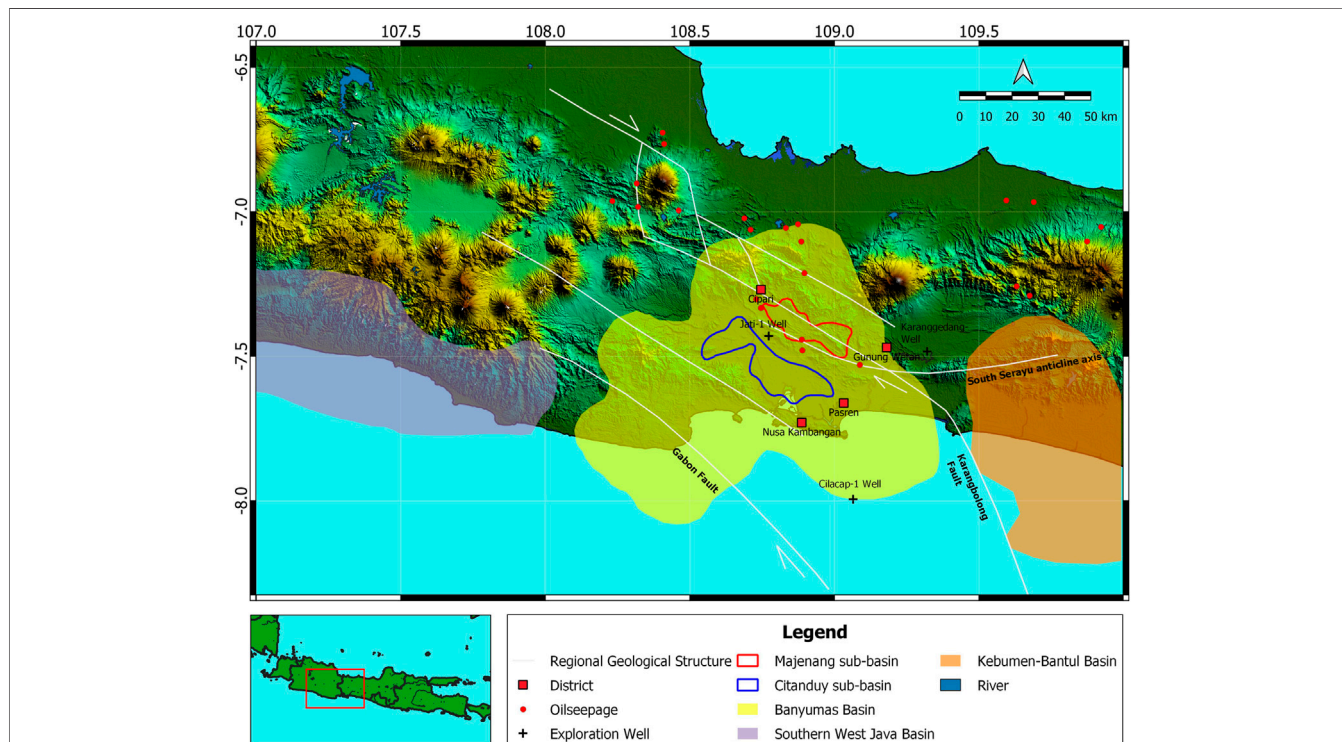 107.0 107.5 108.0 108.5 109.0 109.5
-6.5
0 10 20 30 40 50 km
-7.0
Cipari
Jati-1 Well
Karanggedang
Well
Gunung Wetan
-7.5
South Serayu anticline axis
Pasren
Nusa Kambangan
Gabon Fault
Karangbolong
Fault
Cilacap-1 Well
-8.0
Legend
Regional Geological Structure
District
Oilseepage
Exploration Well
Majenang sub-basin
Citanduy sub-basin
Banyumas Basin
Southern West Java Basin
Kebumen-Bantul Basin
River